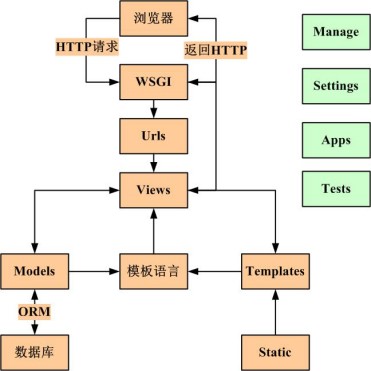 浏览器
Manage
HTTP请求
返回HTTP
WSGI
Settings
Urls
Apps
Views
Tests
Models
模板语言
Templates
ORM
数据库
Static